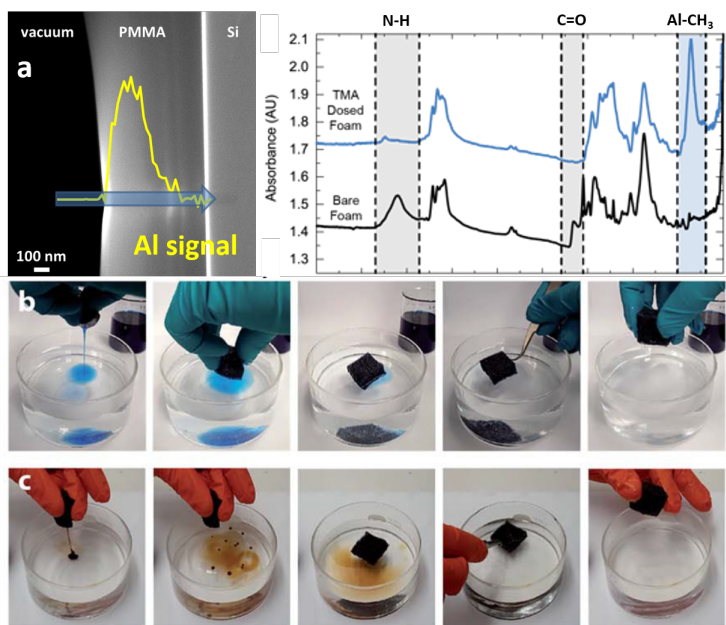 vacuum PMMA Si
a
Al signal
100 nm
N-H C=O Al-CH₃
2.1
2.0
1.9
1.8
1.7
1.6
1.5
1.4
1.3
Absorbance (AU)
TMA
Dosed
Foam
Bare
Foam
b
c